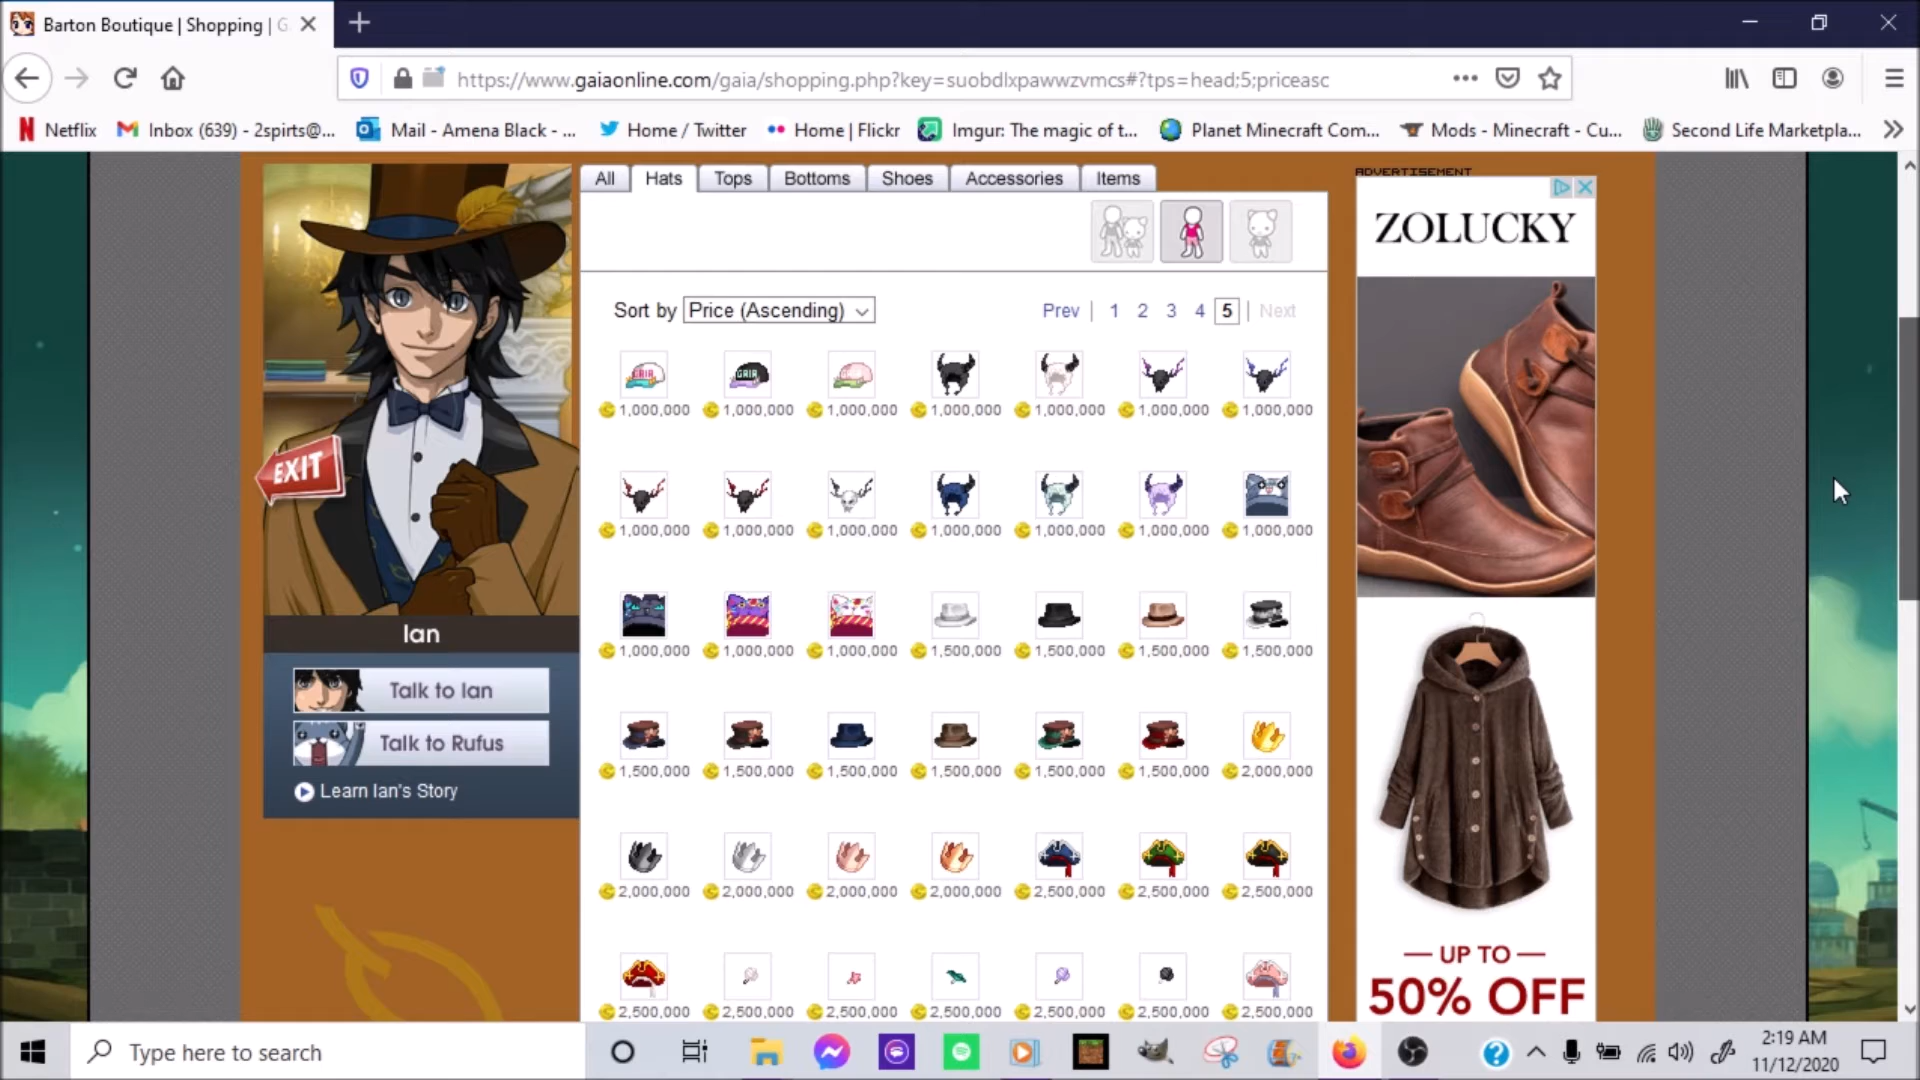 Barton Boutique | Shopping | G
https://www.gaiaonline.com/gaia/shopping.php?key=suobdlxpawwzvmcs#?tps=head;5;priceasc
Netflix
Inbox (639) - 2spirts@...
Mail - Amena Black - ...
Home / Twitter
Home | Flickr
Imgur: The magic of t...
Planet Minecraft Com...
Mods - Minecraft - Cu...
Second Life Marketpla...
All Hats Tops Bottoms Shoes Accessories Items
ADVERTISEMENT
ZOLUCKY
Sort by Price (Ascending)
Prev | 1 2 3 4 5 | Next
GAIA GAIA GAIA
1,000,000 1,000,000 1,000,000 1,000,000 1,000,000 1,000,000 1,000,000
EXIT
1,000,000 1,000,000 1,000,000 1,000,000 1,000,000 1,000,000 1,000,000
Ian
1,000,000 1,000,000 1,000,000 1,500,000 1,500,000 1,500,000 1,500,000
Talk to Ian
Talk to Rufus
Learn Ian's Story
1,500,000 1,500,000 1,500,000 1,500,000 1,500,000 1,500,000 2,000,000
2,000,000 2,000,000 2,000,000 2,000,000 2,500,000 2,500,000 2,500,000
2,500,000 2,500,000 2,500,000 2,500,000 2,500,000 2,500,000 2,500,000
— UP TO —
50% OFF
Type here to search
2:19 AM
11/12/2020